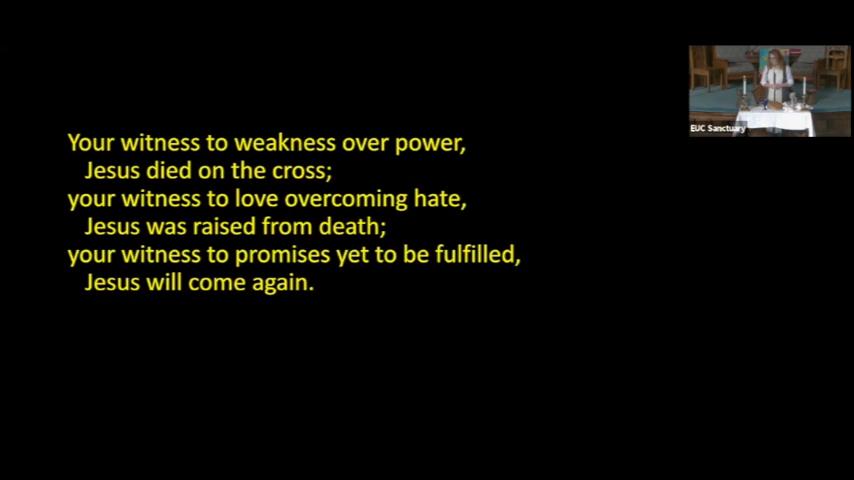 Your witness to weakness over power,
Jesus died on the cross;
your witness to love overcoming hate,
Jesus was raised from death;
your witness to promises yet to be fulfilled,
Jesus will come again.
EUC Sanctuary